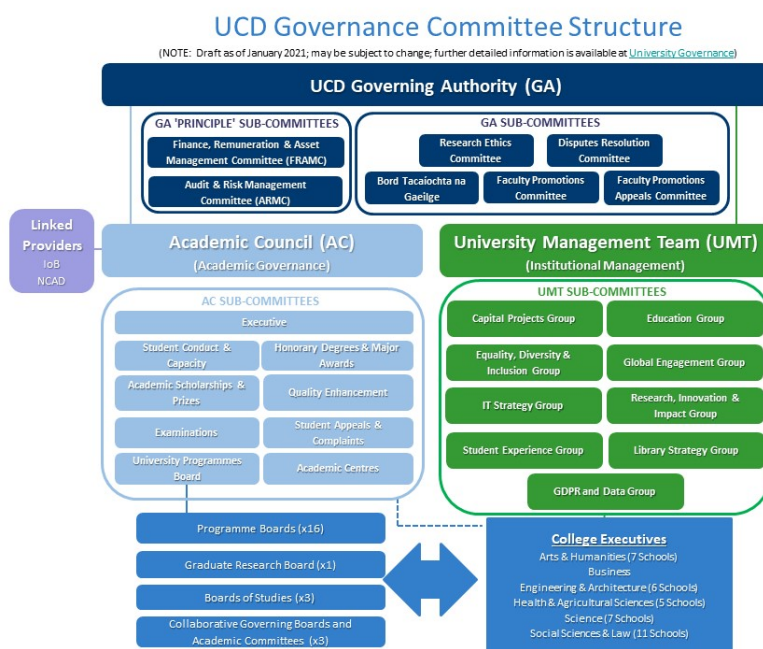 UCD Governance Committee Structure
(NOTE: Draft as of January 2021; may be subject to change; further detailed information is available at University Governance)
UCD Governing Authority (GA)
GA 'PRINCIPLE' SUB-COMMITTEES
Finance, Remuneration & Asset
Management Committee (FRAMC)
Audit & Risk Management
Committee (ARMC)
GA SUB-COMMITTEES
Research Ethics
Committee
Disputes Resolution
Committee
Bord Tacaíochta na
Gaeilge
Faculty Promotions
Committee
Faculty Promotions
Appeals Committee
Linked
Providers
IoB
NCAD
Academic Council (AC)
(Academic Governance)
University Management Team (UMT)
(Institutional Management)
AC SUB-COMMITTEES
Executive
Student Conduct &
Capacity
Honorary Degrees & Major
Awards
Academic Scholarships &
Prizes
Quality Enhancement
Examinations
Student Appeals &
Complaints
University Programmes
Board
Academic Centres
UMT SUB-COMMITTEES
Capital Projects Group
Education Group
Equality, Diversity &
Inclusion Group
Global Engagement Group
IT Strategy Group
Research, Innovation &
Impact Group
Student Experience Group
Library Strategy Group
GDPR and Data Group
Programme Boards (x16)
Graduate Research Board (x1)
Boards of Studies (x3)
Collaborative Governing Boards and
Academic Committees (x3)
College Executives
Arts & Humanities (7 Schools)
Business
Engineering & Architecture (6 Schools)
Health & Agricultural Sciences (5 Schools)
Science (7 Schools)
Social Sciences & Law (11 Schools)